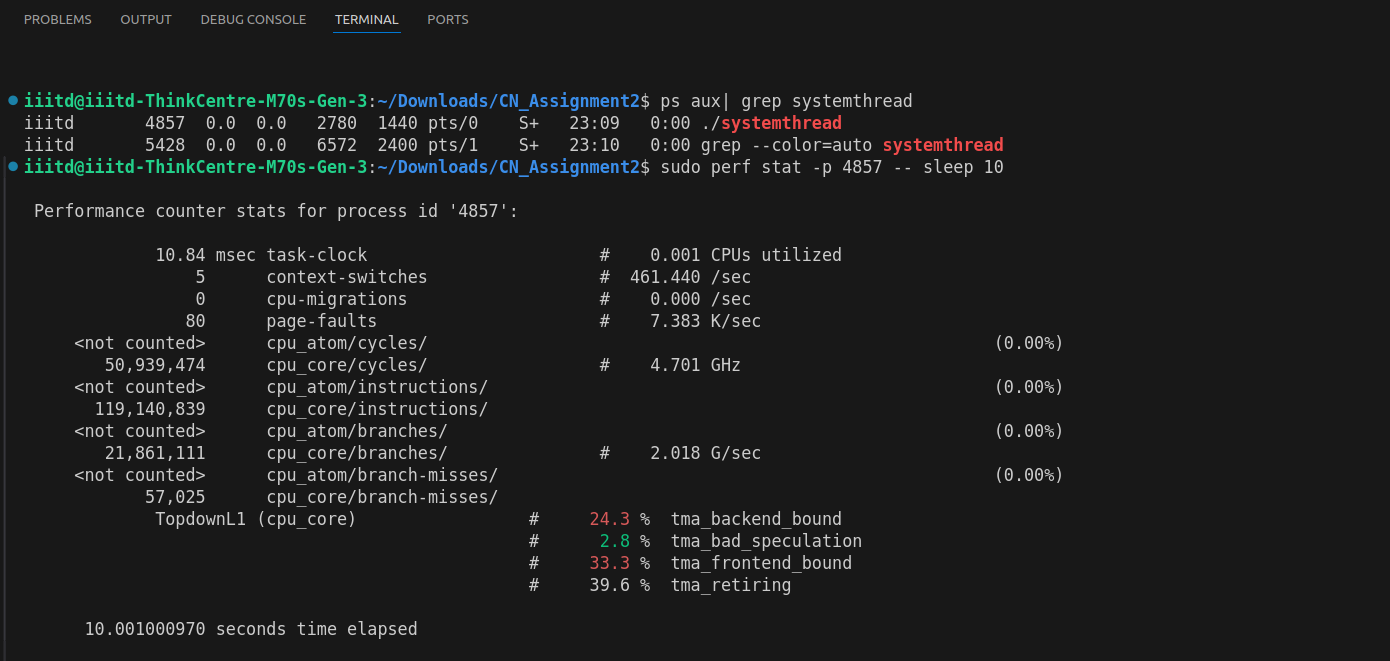 PROBLEMS OUTPUT DEBUG CONSOLE TERMINAL PORTS
iiitd@iiitd-ThinkCentre-M70s-Gen-3:~/Downloads/CN_Assignment2$ ps aux| grep systemthread
iiitd 4857 0.0 0.0 2780 1440 pts/0 S+ 23:09 0:00 ./systemthread
iiitd 5428 0.0 0.0 6572 2400 pts/1 S+ 23:10 0:00 grep --color=auto systemthread
iiitd@iiitd-ThinkCentre-M70s-Gen-3:~/Downloads/CN_Assignment2$ sudo perf stat -p 4857 -- sleep 10
Performance counter stats for process id '4857':
10.84 msec task-clock # 0.001 CPUs utilized
5 context-switches # 461.440 /sec
0 cpu-migrations # 0.000 /sec
80 page-faults # 7.383 K/sec
<not counted> cpu_atom/cycles/ (0.00%)
50,939,474 cpu_core/cycles/ # 4.701 GHz
<not counted> cpu_atom/instructions/ (0.00%)
119,140,839 cpu_core/instructions/
<not counted> cpu_atom/branches/ (0.00%)
21,861,111 cpu_core/branches/ # 2.018 G/sec
<not counted> cpu_atom/branch-misses/ (0.00%)
57,025 cpu_core/branch-misses/
TopdownL1 (cpu_core) # 24.3 % tma_backend_bound
# 2.8 % tma_bad_speculation
# 33.3 % tma_frontend_bound
# 39.6 % tma_retiring
10.001000970 seconds time elapsed